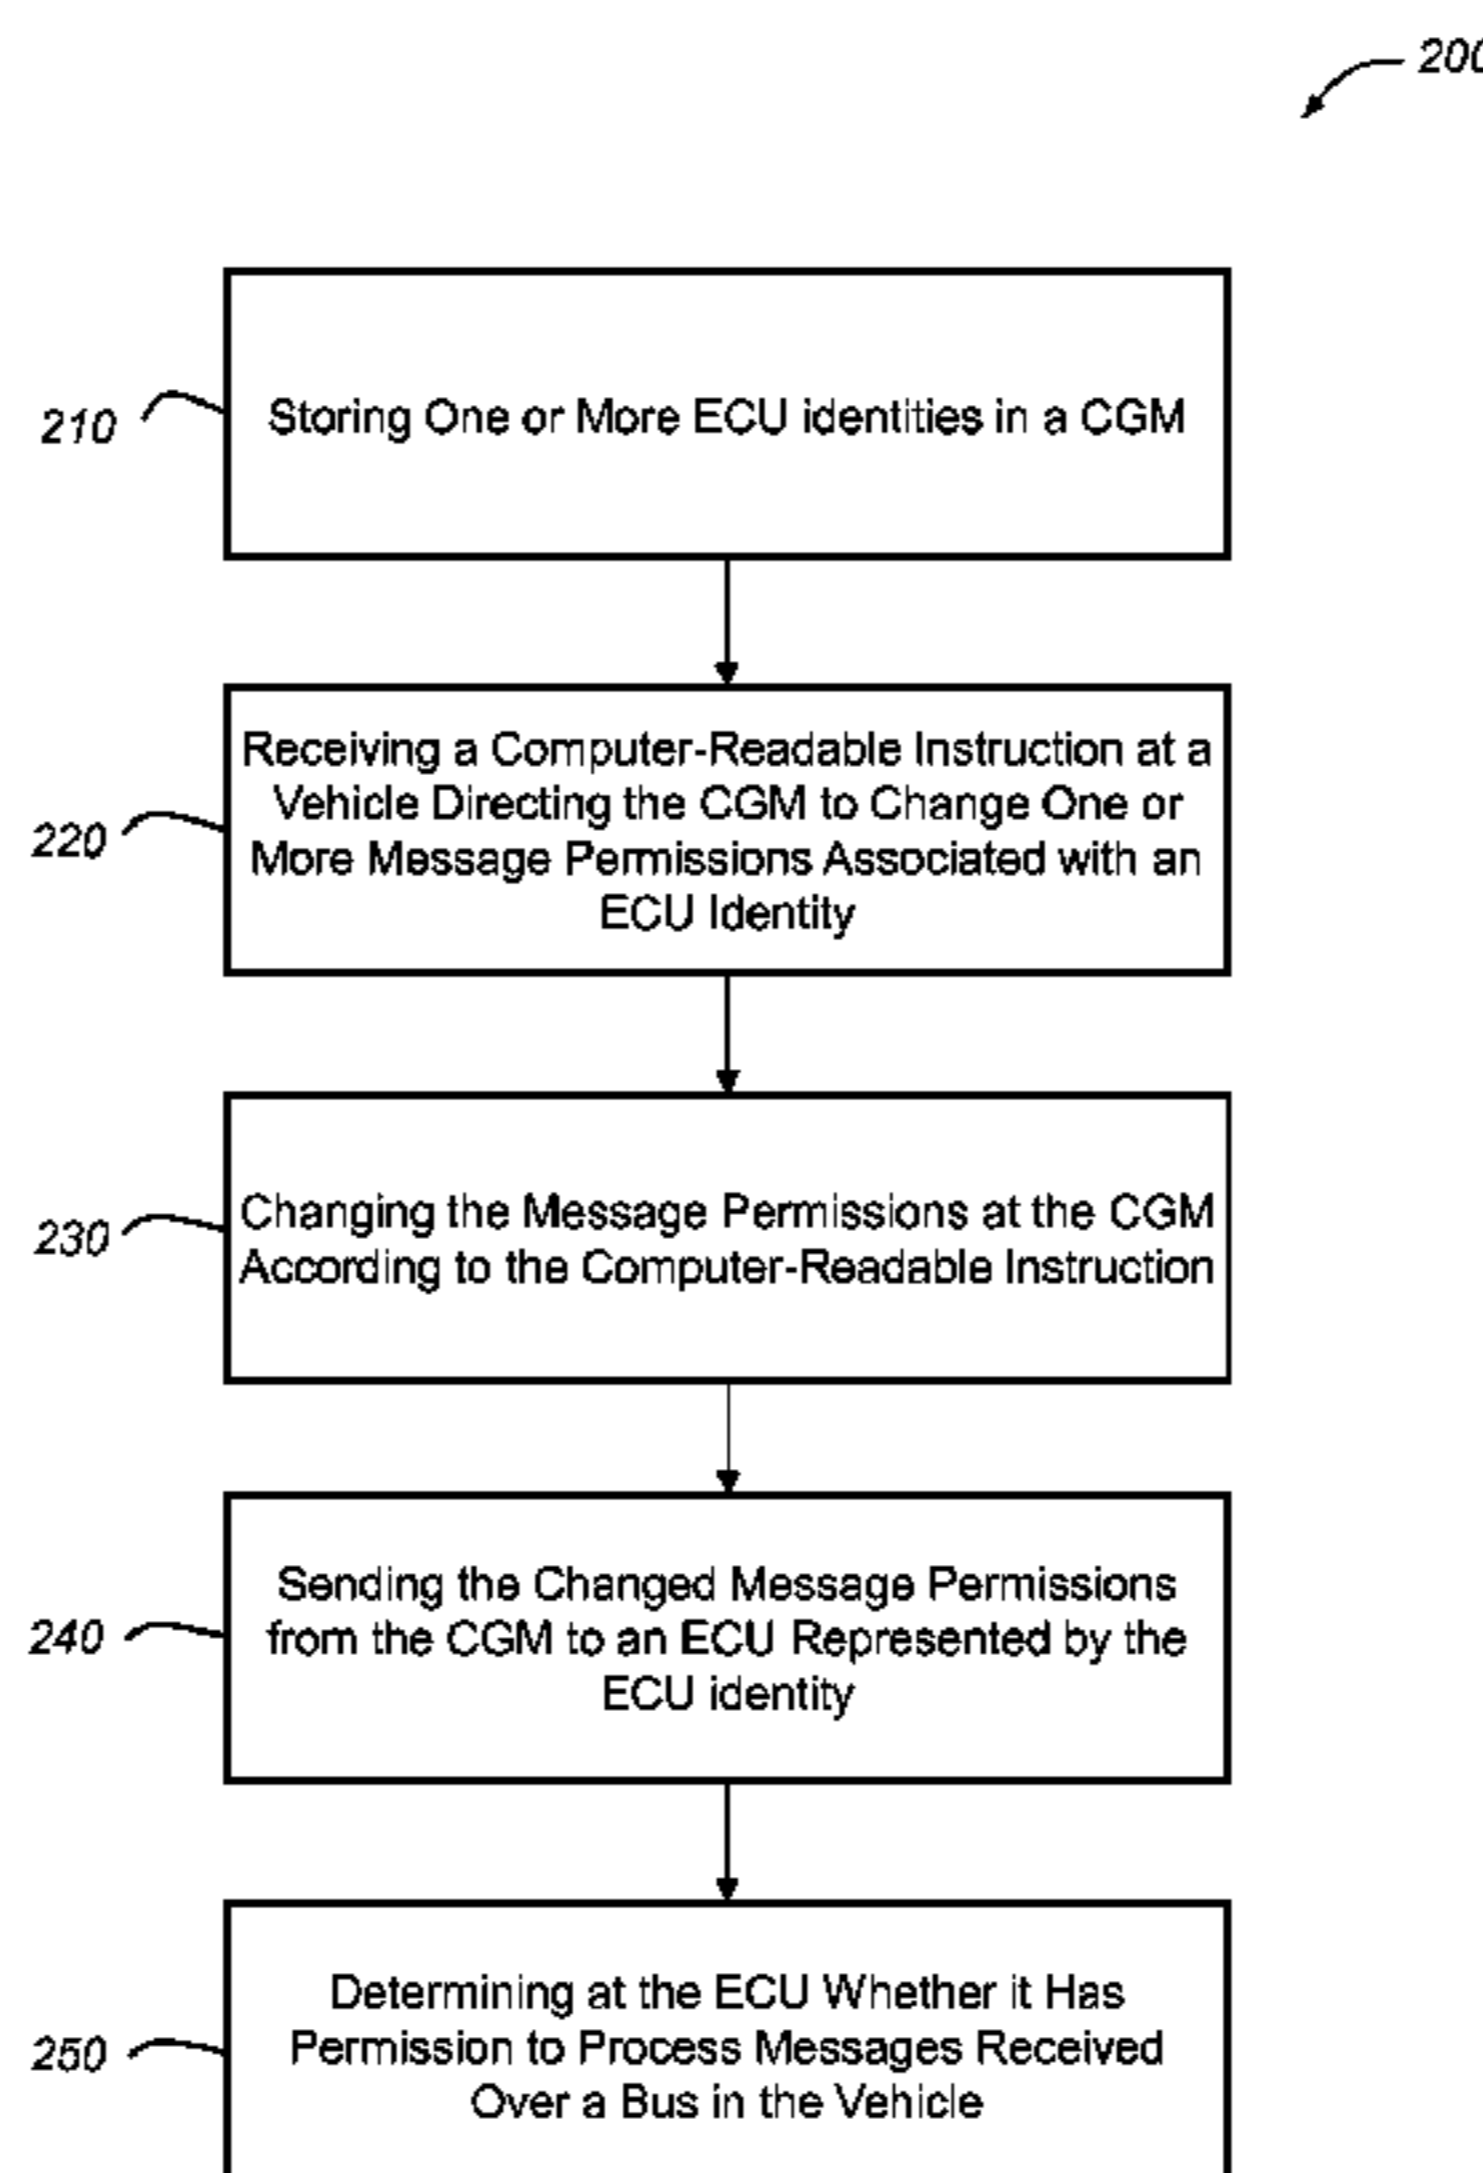 200
210
Storing One or More ECU identities in a CGM
220
Receiving a Computer-Readable Instruction at a
Vehicle Directing the CGM to Change One or
More Message Permissions Associated with an
ECU Identity
230
Changing the Message Permissions at the CGM
According to the Computer-Readable Instruction
240
Sending the Changed Message Permissions
from the CGM to an ECU Represented by the
ECU identity
250
Determining at the ECU Whether it Has
Permission to Process Messages Received
Over a Bus in the Vehicle